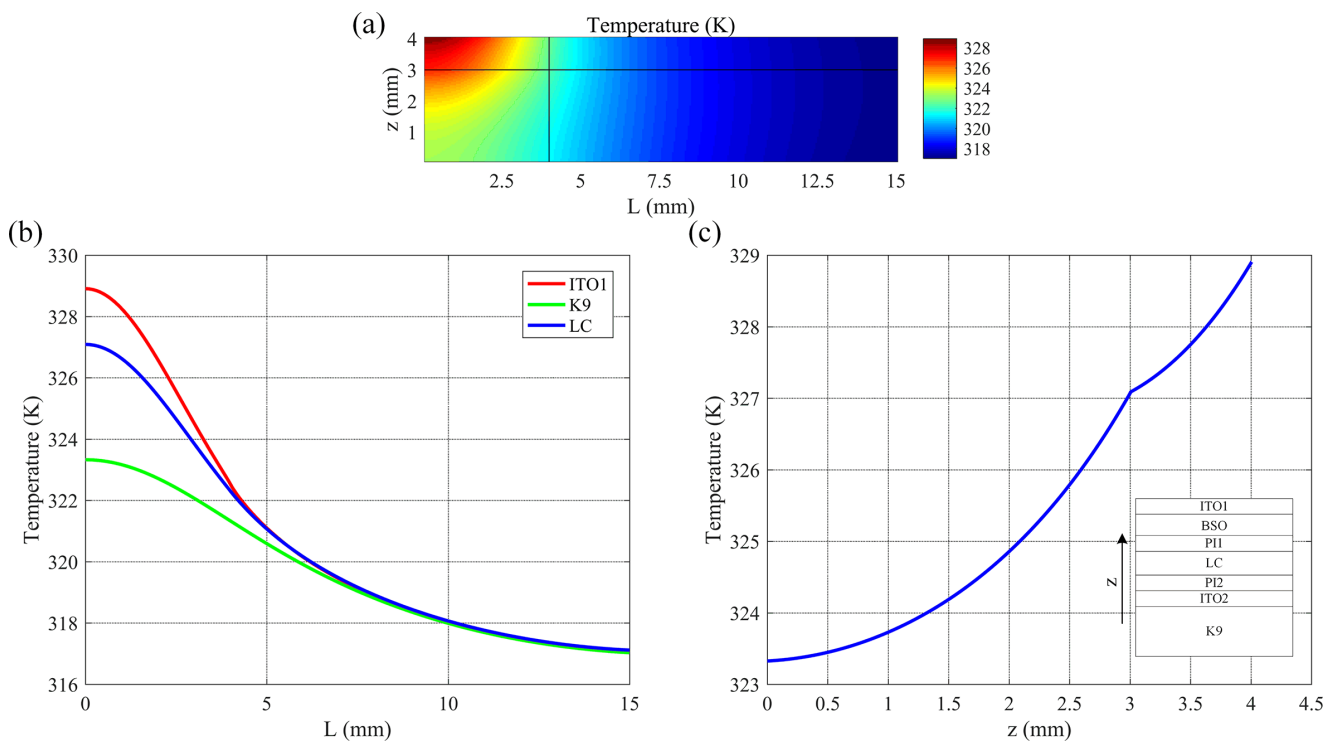 (a)
Temperature (K)
4
3
2
1
z (mm)
2.5 5 7.5 10 12.5 15
L (mm)
328
326
324
322
320
318
(b)
330
328
326
324
322
320
318
316
Temperature (K)
0 5 10 15
L (mm)
ITO1
K9
LC
(c)
329
328
327
326
325
324
323
Temperature (K)
0 0.5 1 1.5 2 2.5 3 3.5 4 4.5
z (mm)
z
ITO1
BSO
PI1
LC
PI2
ITO2
K9